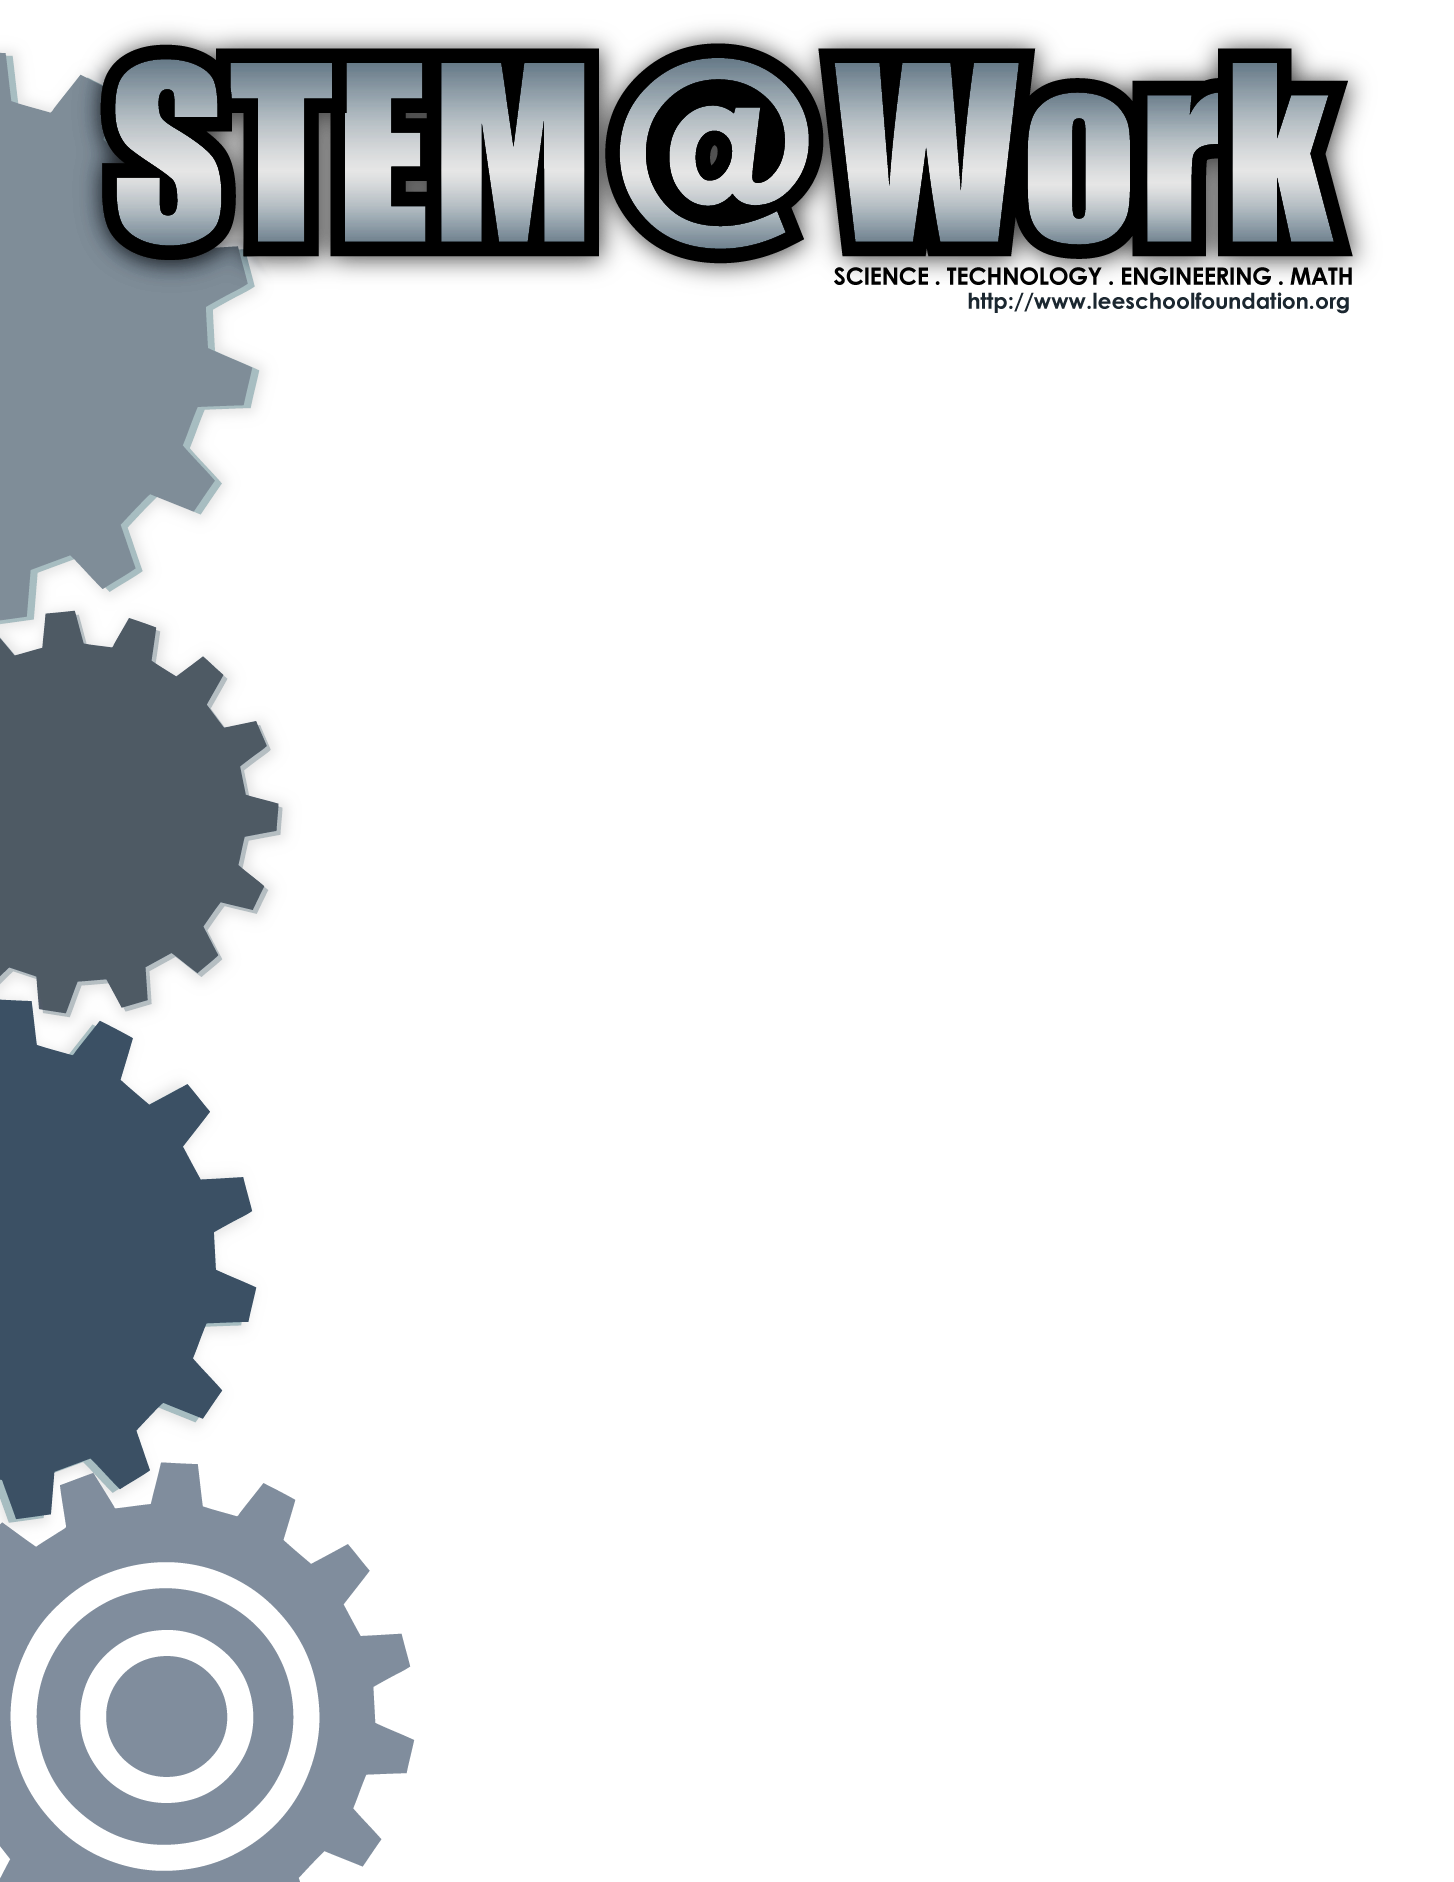 STEM@Work
SCIENCE . TECHNOLOGY . ENGINEERING . MATH
http://www.leeschoolfoundation.org